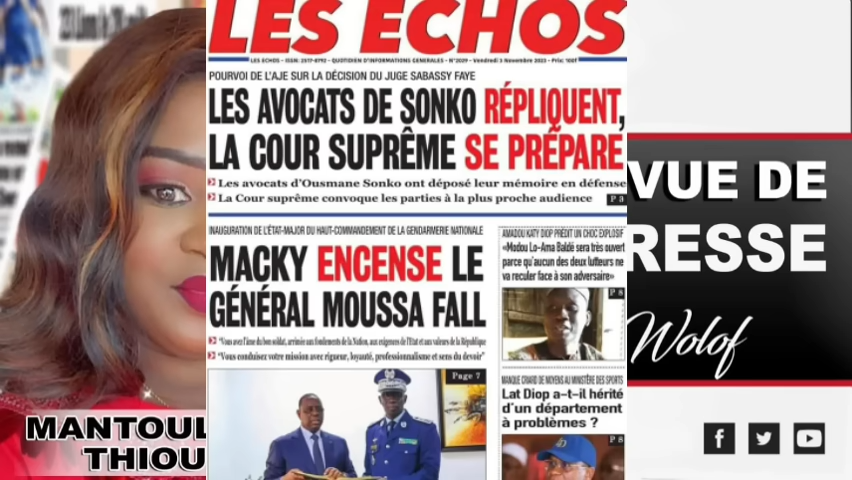 LES ECHOS
LES ECHOS - ISSN: 2517-8792 - QUOTIDIEN D'INFORMATIONS GENERALES - N°2029 - Vendredi 3 Novembre 2023 - Prix: 100f
POURVOI DE L'AJE SUR LA DÉCISION DU JUGE SABASSY FAYE
LES AVOCATS DE SONKO RÉPLIQUENT,
LA COUR SUPRÊME SE PRÉPARE
Les avocats d'Ousmane Sonko ont déposé leur mémoire en défense
La Cour suprême convoque les parties à la plus proche audience P 3
INAUGURATION DE L'ÉTAT-MAJOR DU HAUT-COMMANDEMENT DE LA GENDARMERIE NATIONALE
MACKY ENCENSE LE
GÉNÉRAL MOUSSA FALL
"Vous avez l'âme du bon soldat, arrimée aux fondements de la Nation, aux exigences de l'Etat et aux valeurs de la République
"Vous conduisez votre mission avec rigueur, loyauté, professionnalisme et sens du devoir"
Page 7
AMADOU KATY DIOP PRÉDIT UN CHOC EXPLOSIF
«Modou Lo-Ama Baldé sera très ouvert
parce qu'aucun des deux lutteurs ne
va reculer face à son adversaire»
P 8
MANQUE CRIARD DE MOYENS AU MINISTÈRE DES SPORTS
Lat Diop a-t-il hérité
d'un département
à problèmes ?
P 8
MANTOUL
THIOU
VUE DE
RESSE
Wolof